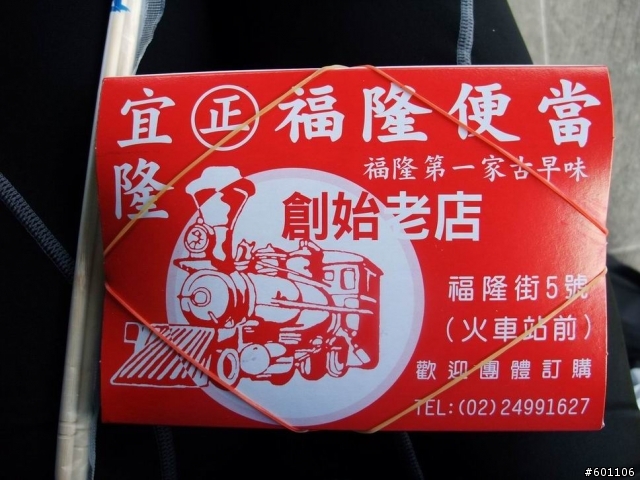 宜隆
正 福隆便當
福隆第一家古早味
創始老店
福隆街5號
(火車站前)
歡迎團體訂購
TEL:(02)24991627
#601106